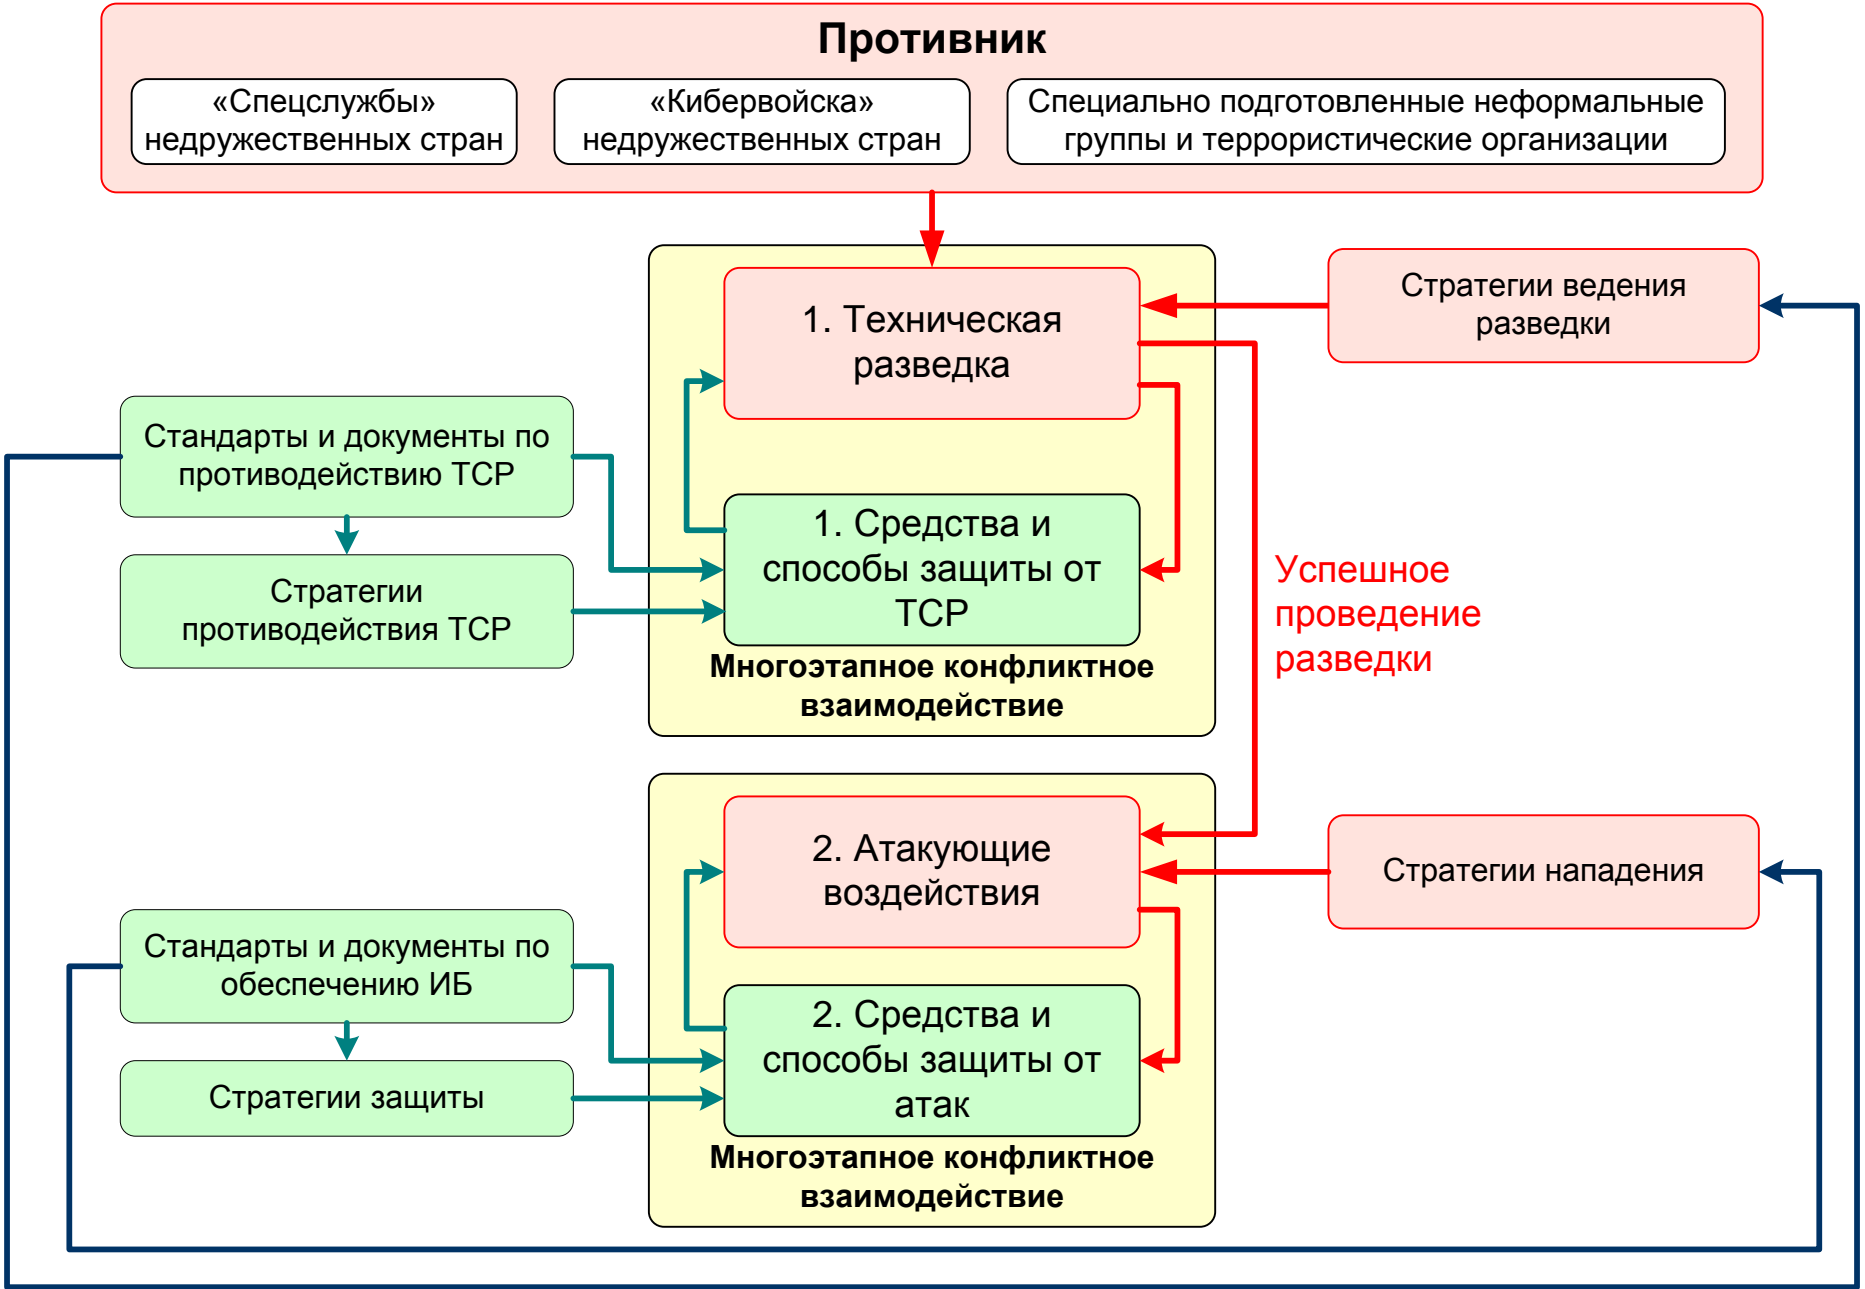 Противник
«Спецслужбы»
недружественных стран
«Кибервойска»
недружественных стран
Специально подготовленные неформальные
группы и террористические организации
1. Техническая
разведка
Стратегии ведения
разведки
Стандарты и документы по
противодействию ТСР
Стратегии
противодействия ТСР
1. Средства и
способы защиты от
ТСР
Многоэтапное конфликтное
взаимодействие
Успешное
проведение
разведки
2. Атакующие
воздействия
Стратегии нападения
Стандарты и документы по
обеспечению ИБ
Стратегии защиты
2. Средства и
способы защиты от
атак
Многоэтапное конфликтное
взаимодействие